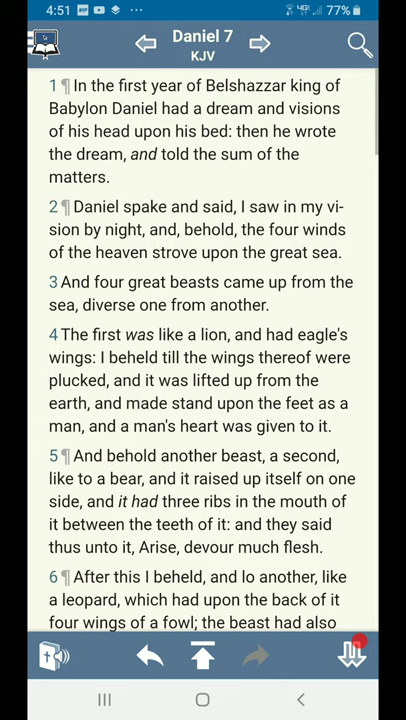 4:51
77%
Daniel 7
KJV
1 ¶ In the first year of Belshazzar king of
Babylon Daniel had a dream and visions
of his head upon his bed: then he wrote
the dream, and told the sum of the
matters.
2 ¶ Daniel spake and said, I saw in my vi-
sion by night, and, behold, the four winds
of the heaven strove upon the great sea.
3 And four great beasts came up from the
sea, diverse one from another.
4 The first was like a lion, and had eagle's
wings: I beheld till the wings thereof were
plucked, and it was lifted up from the
earth, and made stand upon the feet as a
man, and a man's heart was given to it.
5 ¶ And behold another beast, a second,
like to a bear, and it raised up itself on one
side, and it had three ribs in the mouth of
it between the teeth of it: and they said
thus unto it, Arise, devour much flesh.
6 ¶ After this I beheld, and lo another, like
a leopard, which had upon the back of it
four wings of a fowl; the beast had also